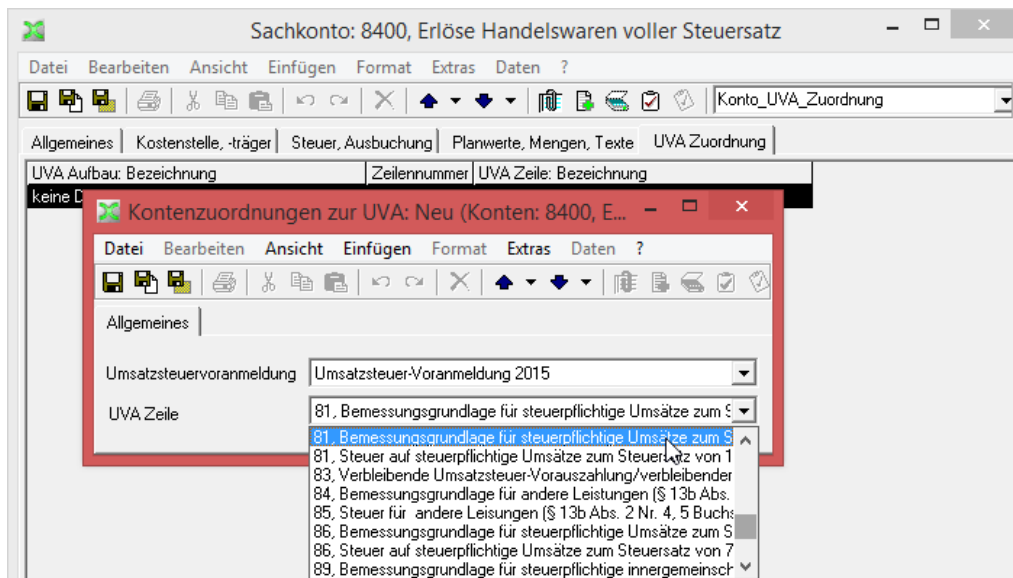 Sachkonto: 8400, Erlöse Handelswaren voller Steuersatz
Datei Bearbeiten Ansicht Einfügen Format Extras Daten ?
Konto_UVA_Zuordnung
Allgemeines Kostenstelle, -träger Steuer, Ausbuchung Planwerte, Mengen, Texte UVA Zuordnung
UVA Aufbau: Bezeichnung Zeilennummer UVA Zeile: Bezeichnung
keine D
Kontenzuordnungen zur UVA: Neu (Konten: 8400, E...
Datei Bearbeiten Ansicht Einfügen Format Extras Daten ?
Allgemeines
Umsatzsteuervoranmeldung Umsatzsteuer-Voranmeldung 2015
UVA Zeile 81, Bemessungsgrundlage für steuerpflichtige Umsätze zum S
81, Bemessungsgrundlage für steuerpflichtige Umsätze zum S
81, Steuer auf steuerpflichtige Umsätze zum Steuersatz von 1
83, Verbleibende Umsatzsteuer-Vorauszahlung/verbleibender
84, Bemessungsgrundlage für andere Leistungen (§ 13b Abs.
85, Steuer für andere Leisungen (§ 13b Abs. 2 Nr. 4, 5 Buchs
86, Bemessungsgrundlage für steuerpflichtige Umsätze zum S
86, Steuer auf steuerpflichtige Umsätze zum Steuersatz von 7
89, Bemessungsgrundlage für steuerpflichtige innergemeinsch